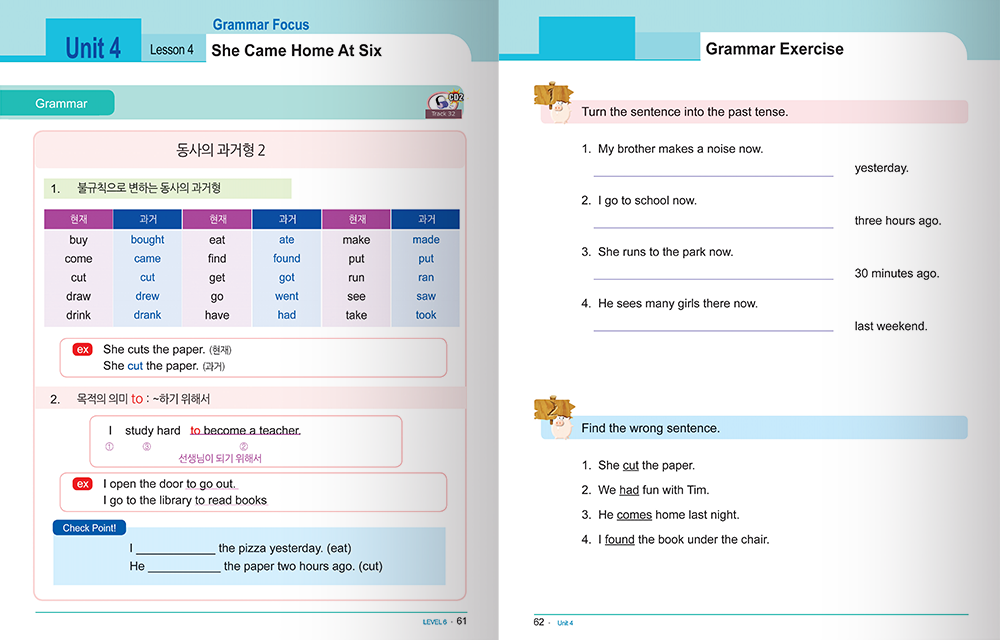 Grammar Focus
Unit 4
Lesson 4
She Came Home At Six
Grammar
CD2
Track 32
동사의 과거형 2
1. 불규칙으로 변하는 동사의 과거형
현재 과거 현재 과거 현재 과거
buy bought eat ate make made
come came find found put put
cut cut get got run ran
draw drew go went see saw
drink drank have had take took
ex She cuts the paper. (현재)
She cut the paper. (과거)
2. 목적의 의미 to : ~하기 위해서
I study hard to become a teacher.
① ③ ②
선생님이 되기 위해서
ex I open the door to go out.
I go to the library to read books
Check Point!
I ____________ the pizza yesterday. (eat)
He ___________ the paper two hours ago. (cut)
LEVEL 6 · 61
Grammar Exercise
1 Turn the sentence into the past tense.
1. My brother makes a noise now.
yesterday.
2. I go to school now.
three hours ago.
3. She runs to the park now.
30 minutes ago.
4. He sees many girls there now.
last weekend.
2 Find the wrong sentence.
1. She cut the paper.
2. We had fun with Tim.
3. He comes home last night.
4. I found the book under the chair.
62 · Unit 4